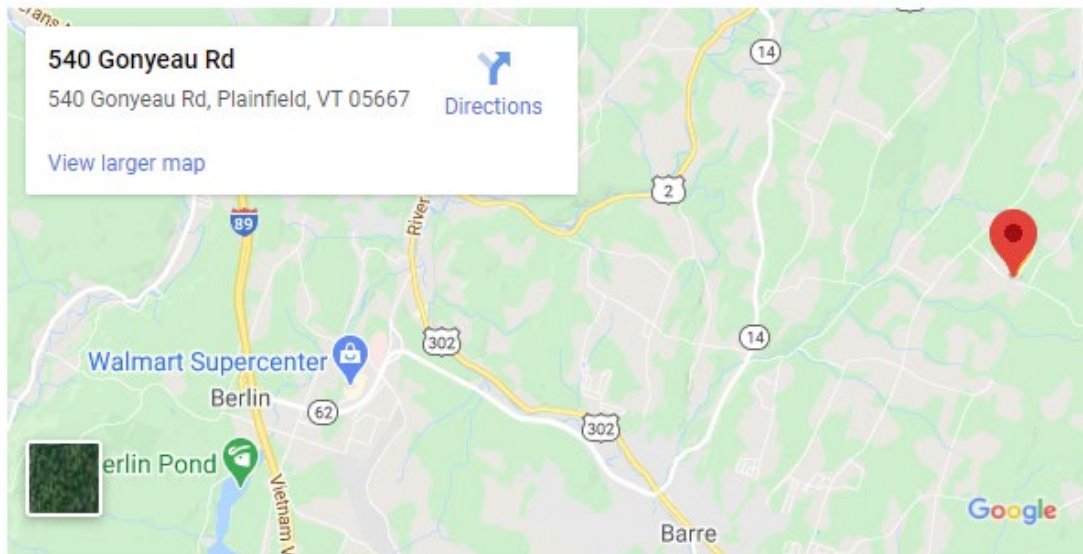 540 Gonyeau Rd
540 Gonyeau Rd, Plainfield, VT 05667
Directions
View larger map
14
2
89
River
302
14
Walmart Supercenter
Berlin
62
302
erlin Pond
Vietnam V
Google
Barre